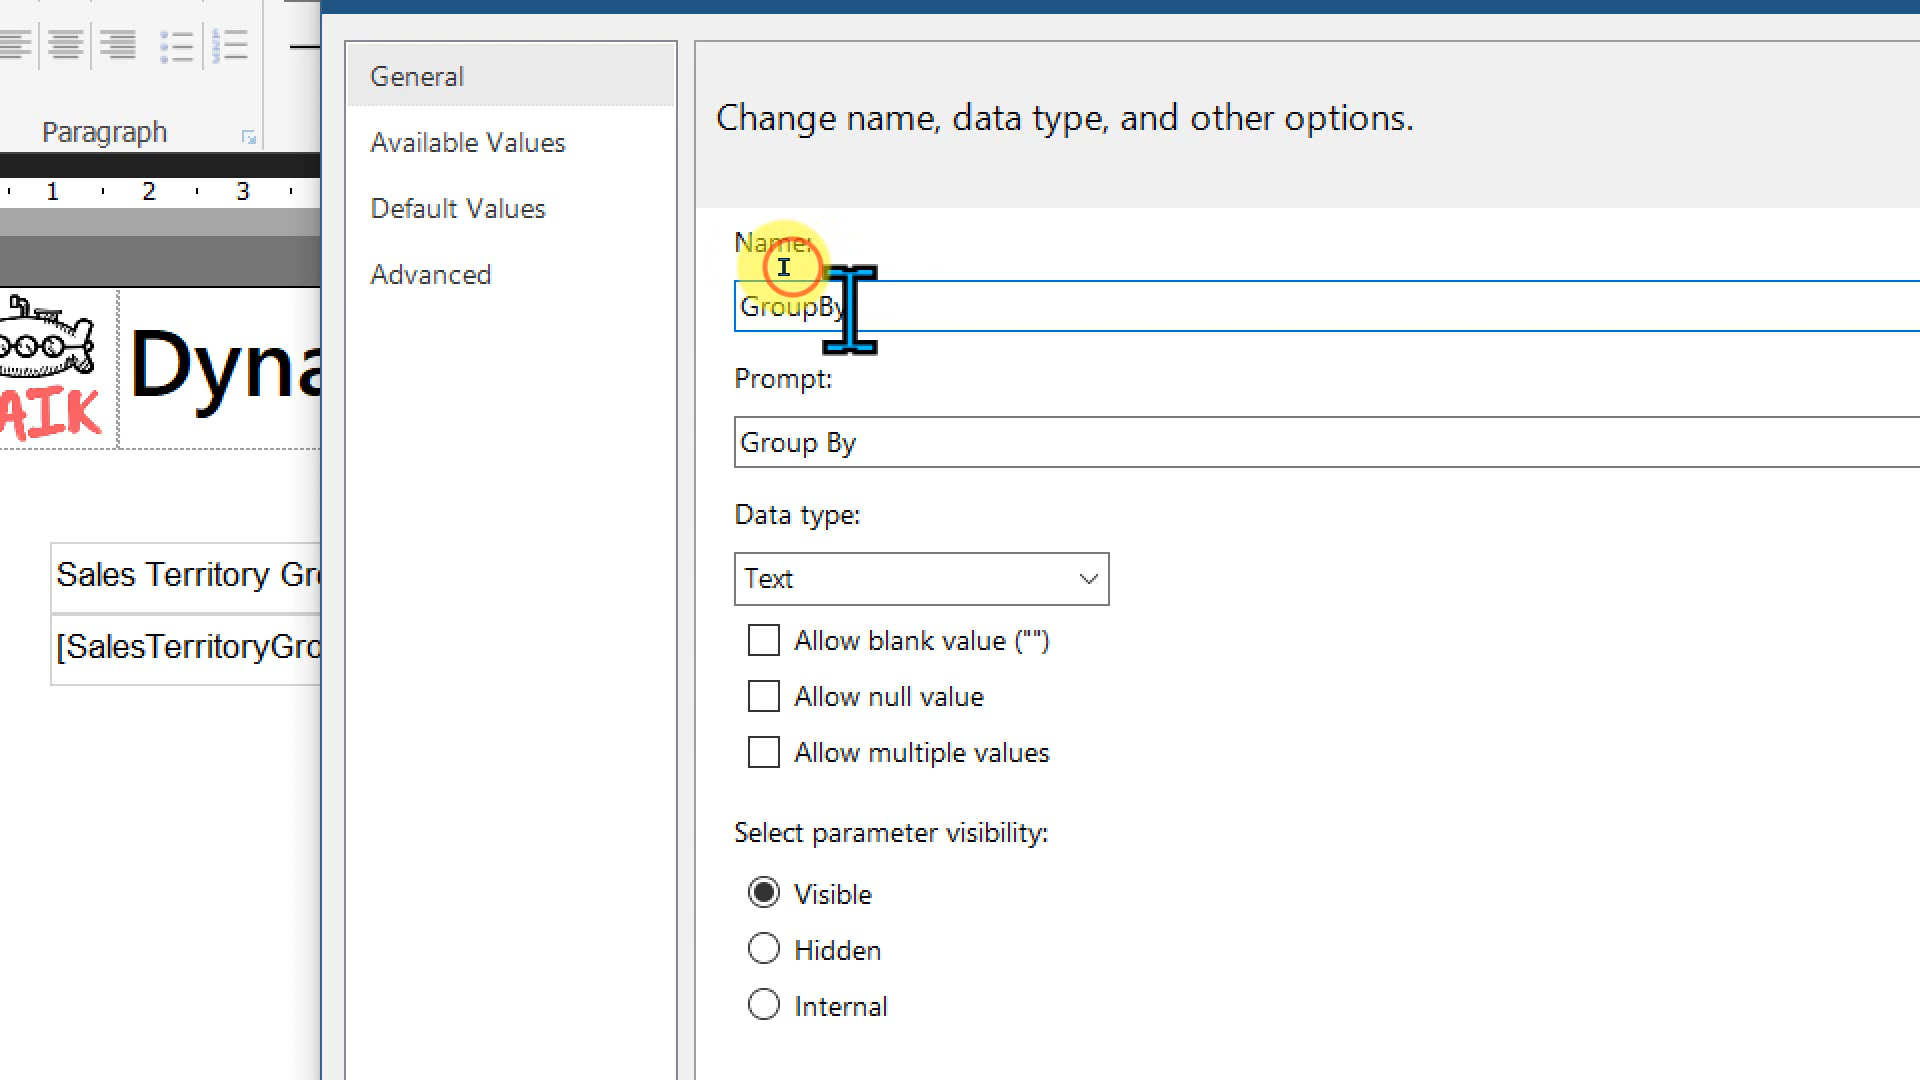 Paragraph
1 2 3
AIK
Dyna
Sales Territory Gro
[SalesTerritoryGro
General
Available Values
Default Values
Advanced
Change name, data type, and other options.
Name:
GroupBy
Prompt:
Group By
Data type:
Text
Allow blank value ("")
Allow null value
Allow multiple values
Select parameter visibility:
Visible
Hidden
Internal